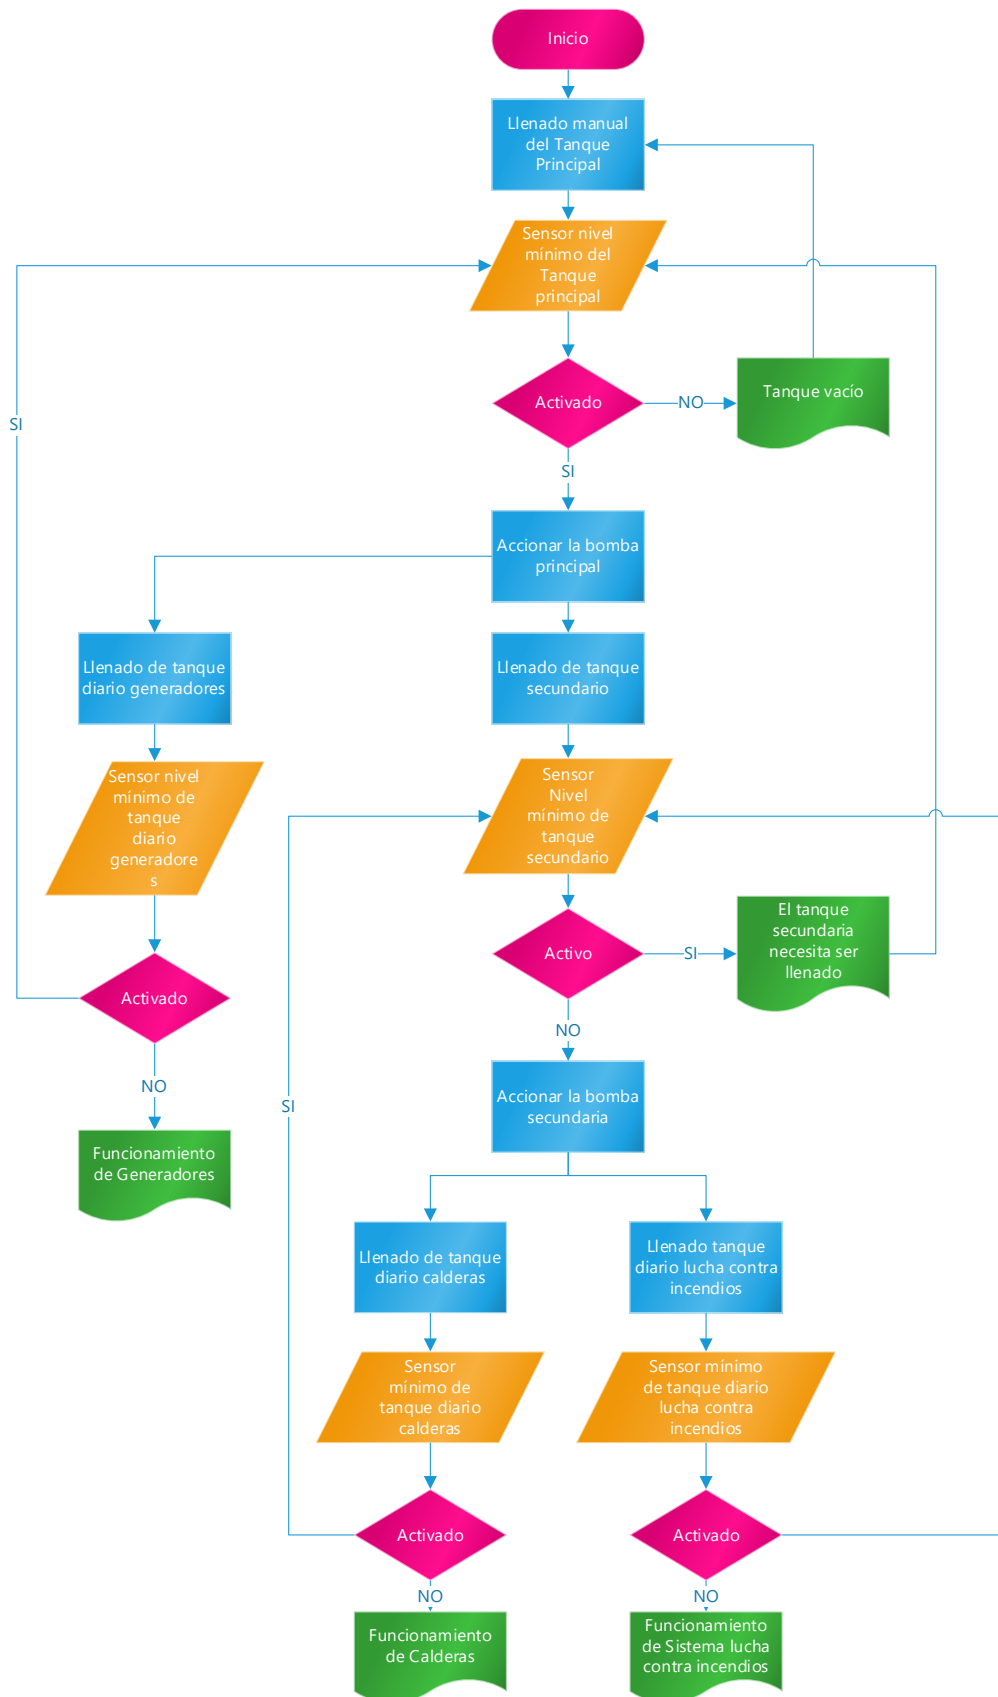 Inicio
Llenado manual
del Tanque
Principal
Sensor nivel
mínimo del
Tanque
principal
SI
Activado
NO
Tanque vacío
SI
Accionar la bomba
principal
Llenado de tanque
diario generadores
Llenado de tanque
secundario
Sensor nivel
mínimo de
tanque
diario
generadore
s
Sensor
Nivel
mínimo de
tanque
secundario
Activo
SI
El tanque
secundaria
necesita ser
llenado
Activado
NO
NO
Funcionamiento
de Generadores
SI
Accionar la bomba
secundaria
Llenado de tanque
diario calderas
Llenado tanque
diario lucha contra
incendios
Sensor
mínimo de
tanque diario
calderas
Sensor mínimo
de tanque diario
lucha contra
incendios
Activado
Activado
NO
NO
Funcionamiento
de Calderas
Funcionamiento
de Sistema lucha
contra incendios